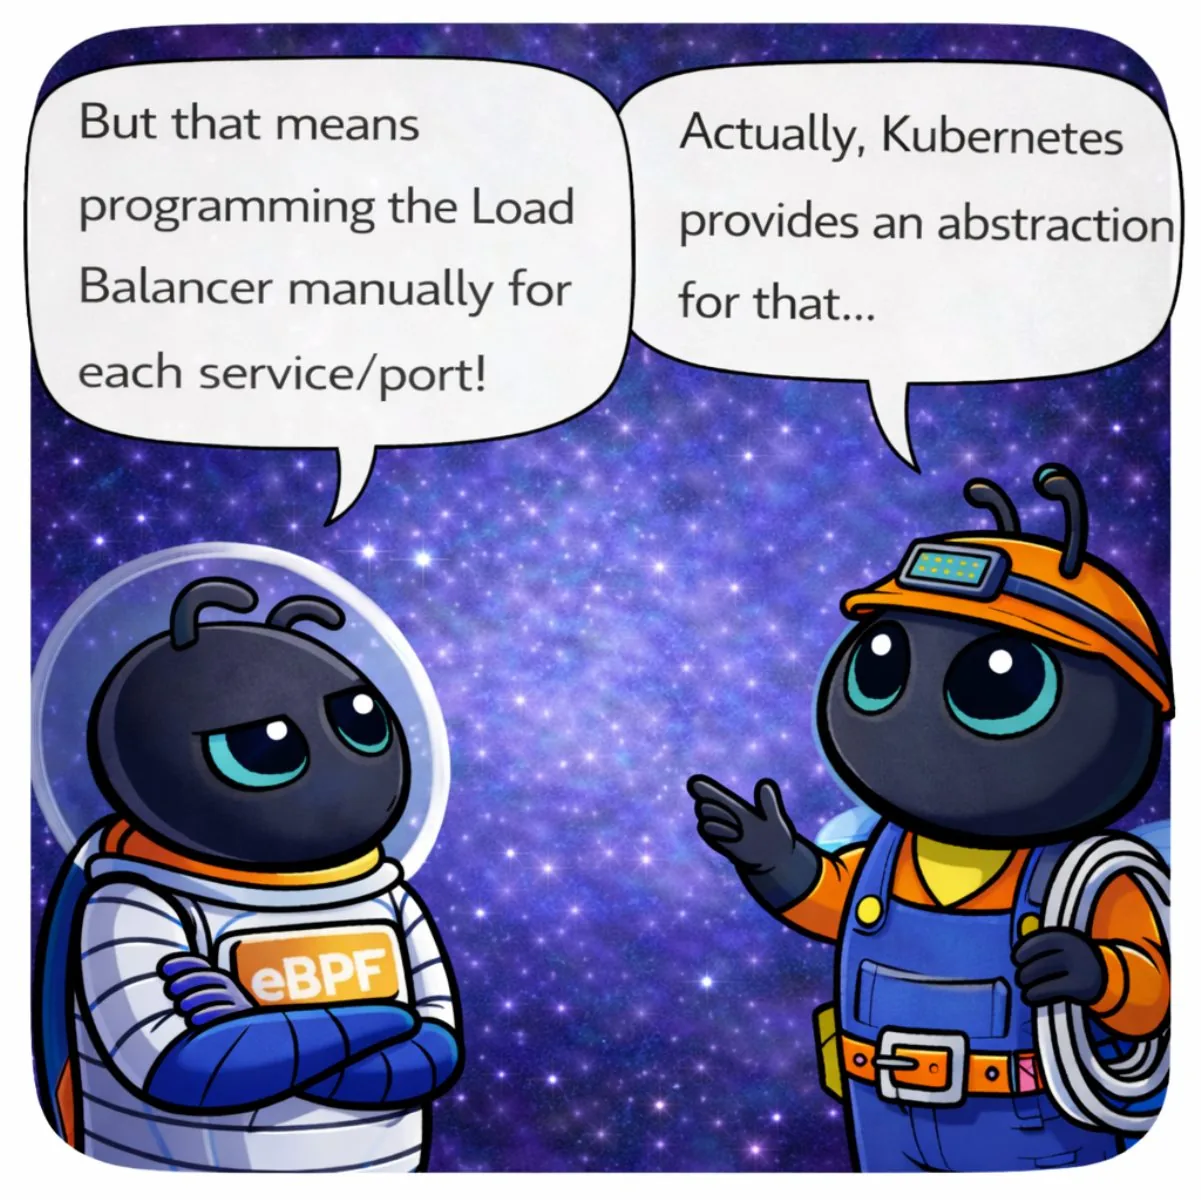 But that means
programming the Load
Balancer manually for
each service/port!
Actually, Kubernetes
provides an abstraction
for that...
eBPF